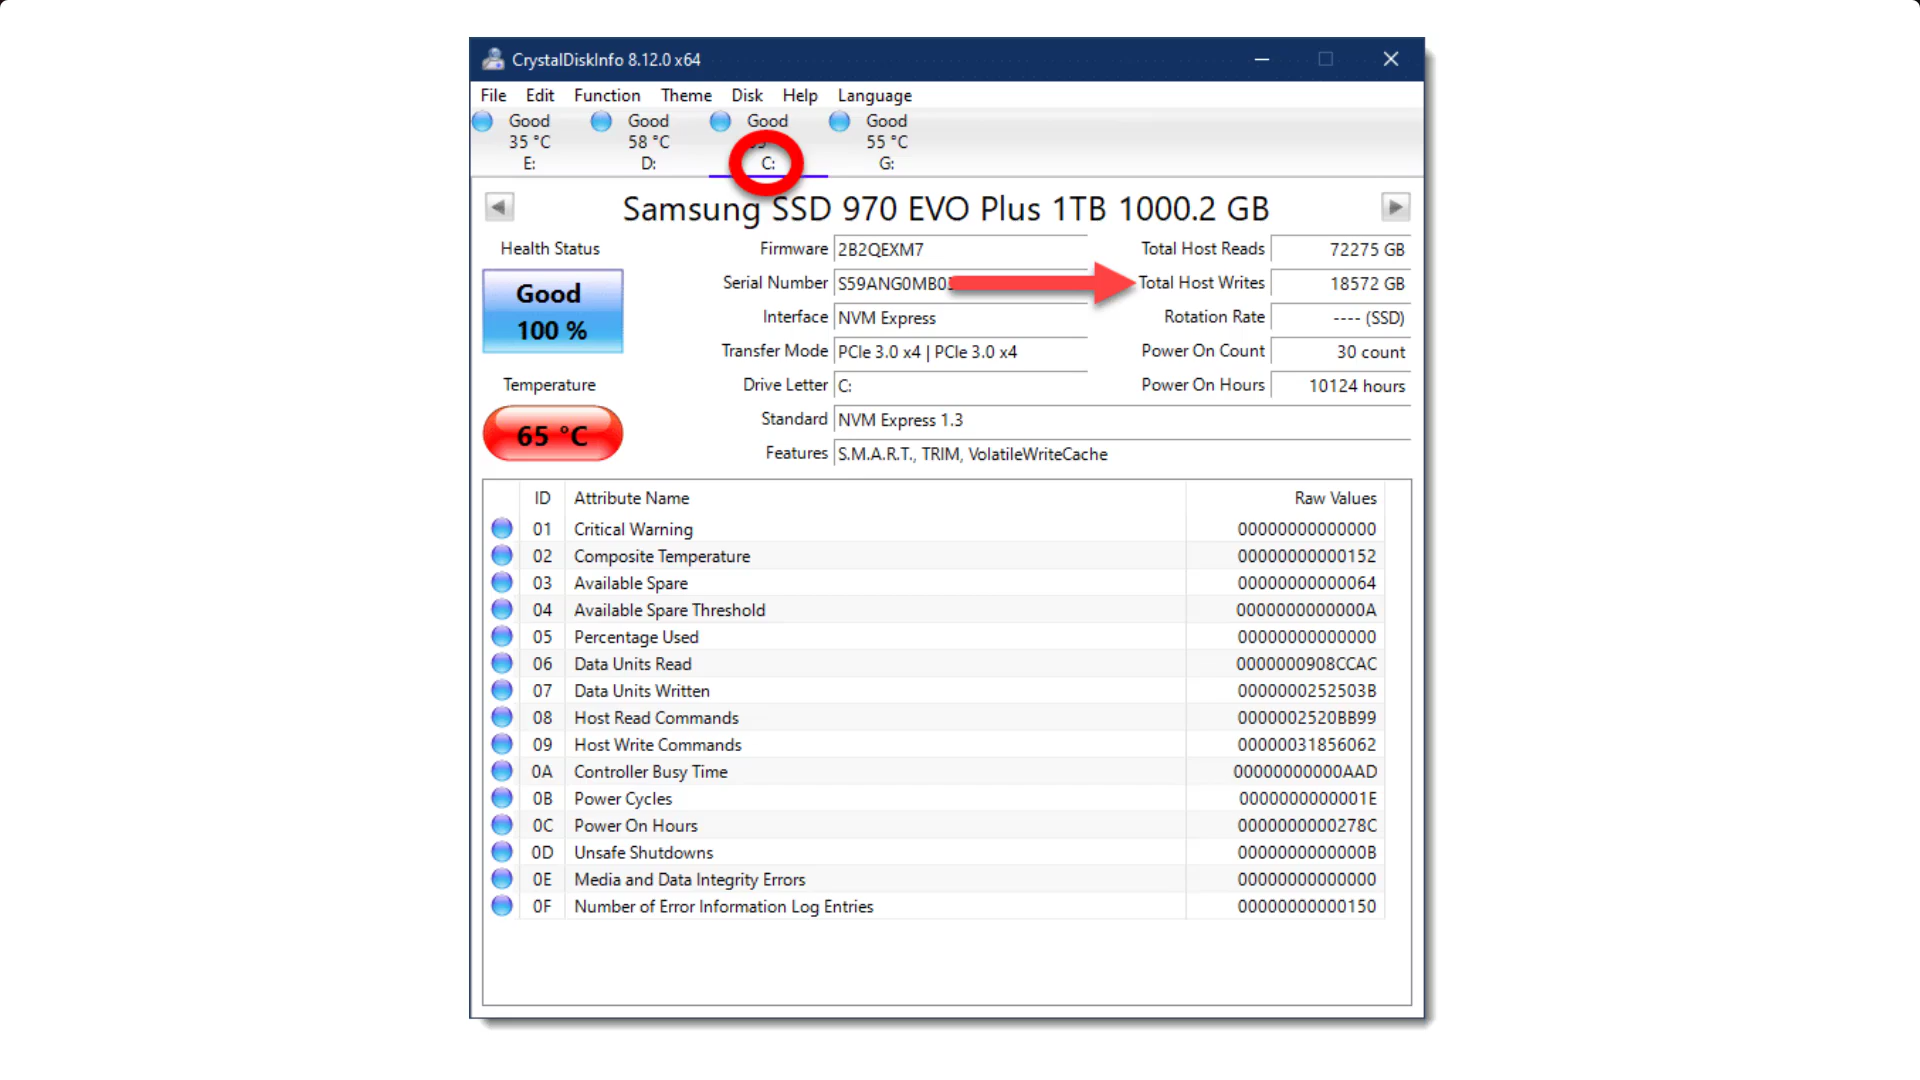 CrystalDiskInfo 8.12.0 x64
File Edit Function Theme Disk Help Language
Good Good Good Good
35 °C 58 °C 55 °C
E: D: C: G:
Samsung SSD 970 EVO Plus 1TB 1000.2 GB
Health Status
Good
100 %
Temperature
65 °C
Firmware 2B2QEXM7
Serial Number
Interface NVM Express
Transfer Mode PCIe 3.0 x4 | PCIe 3.0 x4
Drive Letter C:
Standard NVM Express 1.3
Features S.M.A.R.T., TRIM, VolatileWriteCache
Total Host Reads 72275 GB
Total Host Writes 18572 GB
Rotation Rate ---- (SSD)
Power On Count 30 count
Power On Hours 10124 hours
ID Attribute Name Raw Values
01 Critical Warning 00000000000000
02 Composite Temperature 00000000000152
03 Available Spare 00000000000064
04 Available Spare Threshold 0000000000000A
05 Percentage Used 00000000000000
06 Data Units Read 0000000908CCAC
07 Data Units Written 0000000252503B
08 Host Read Commands 0000002520BB99
09 Host Write Commands 00000031856062
0A Controller Busy Time 00000000000AAD
0B Power Cycles 0000000000001E
0C Power On Hours 0000000000278C
0D Unsafe Shutdowns 0000000000000B
0E Media and Data Integrity Errors 00000000000000
0F Number of Error Information Log Entries 00000000000150